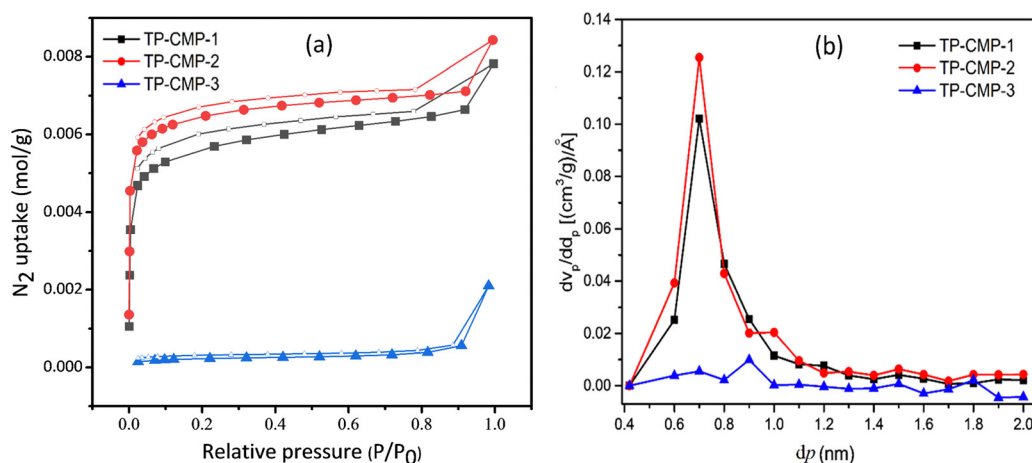 (a)
TP-CMP-1
TP-CMP-2
TP-CMP-3
0.008
0.006
0.004
0.002
0.000
N2 uptake (mol/g)
0.0 0.2 0.4 0.6 0.8 1.0
Relative pressure (P/P0)
(b)
TP-CMP-1
TP-CMP-2
TP-CMP-3
0.14
0.12
0.10
0.08
0.06
0.04
0.02
0.00
dvp/ddp [(cm³/g)/Å]
0.4 0.6 0.8 1.0 1.2 1.4 1.6 1.8 2.0
dp (nm)